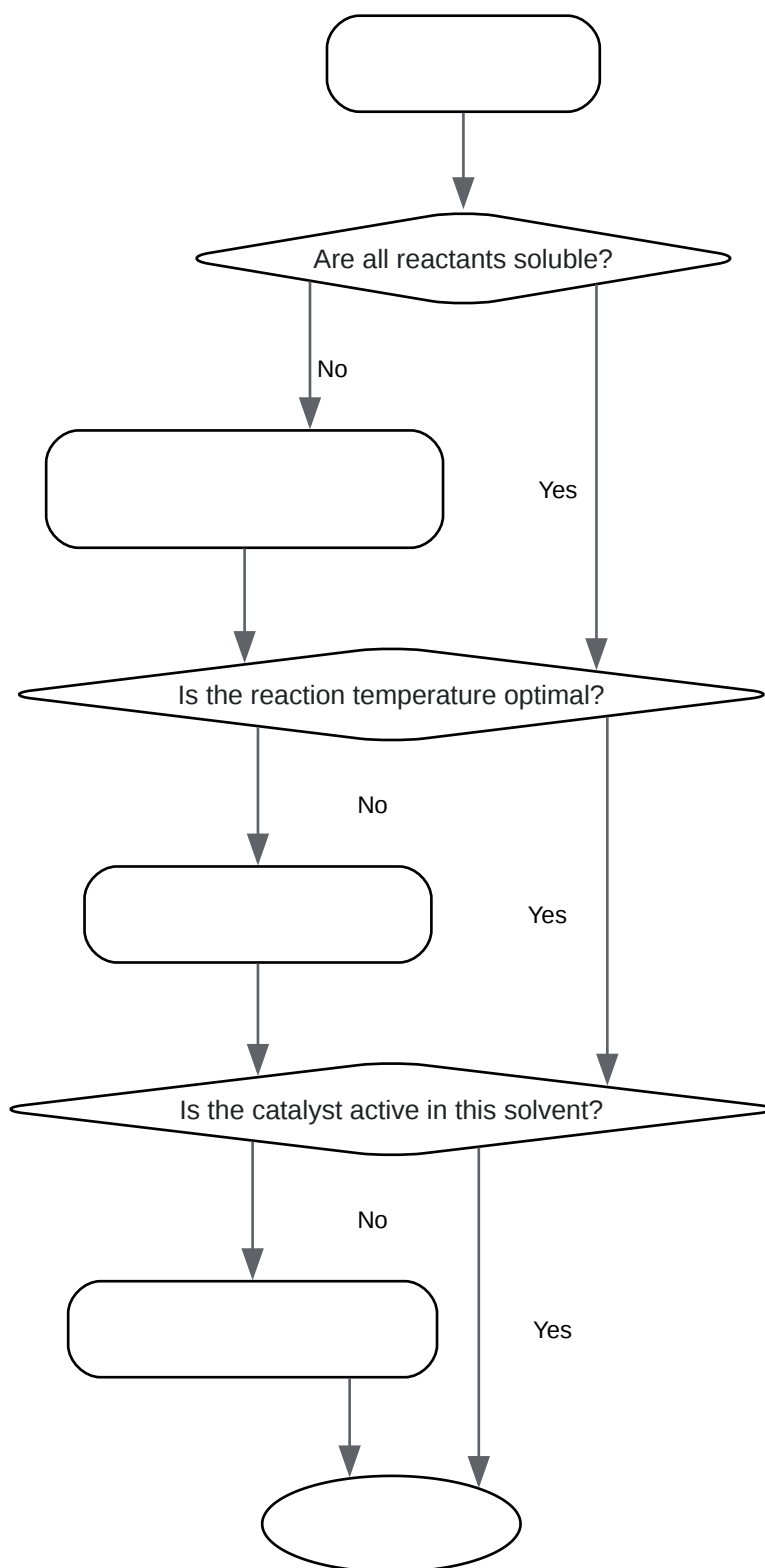 Are all reactants soluble?
No
Yes
Is the reaction temperature optimal?
No
Yes
Is the catalyst active in this solvent?
No
Yes